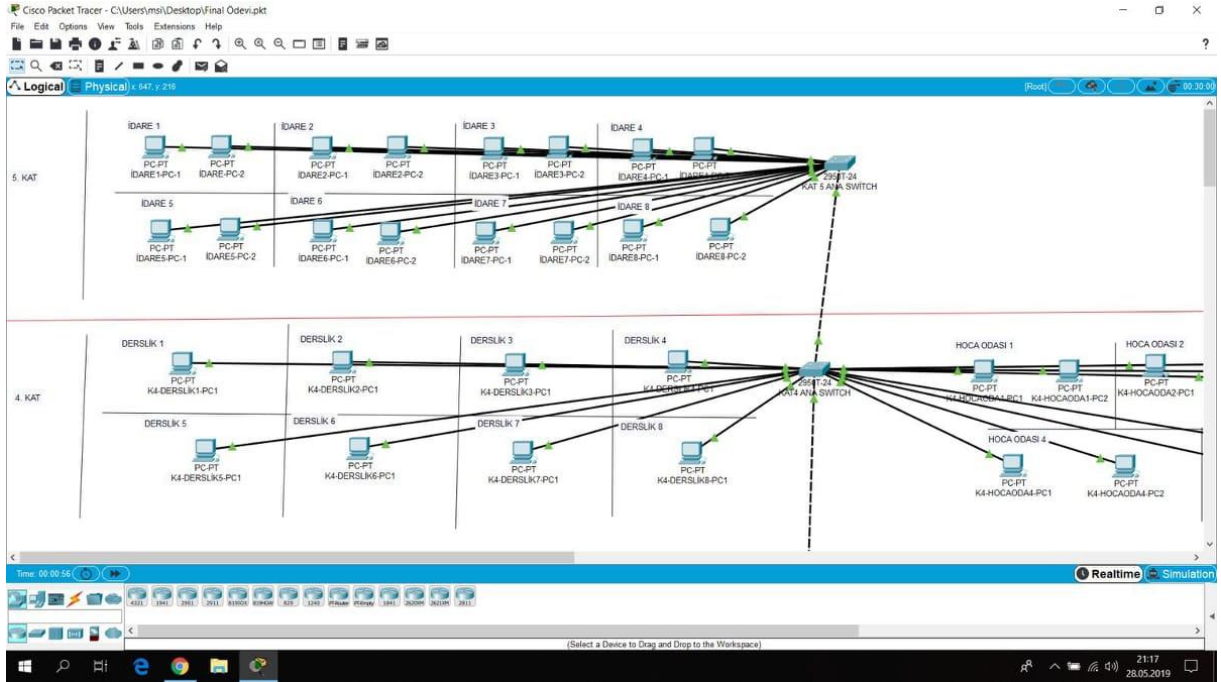 Cisco Packet Tracer - C:\Users\msi\Desktop\Final Ödevi.pkt
File Edit Options View Tools Extensions Help
?
Logical Physical x: 647, y: 216 [Root] 00:30:00
İDARE 1 İDARE 2 İDARE 3 İDARE 4
PC-PT PC-PT PC-PT PC-PT PC-PT PC-PT PC-PT PC-PT
İDARE1-PC-1 İDARE-PC-2 İDARE2-PC-1 İDARE2-PC-2 İDARE3-PC-1 İDARE3-PC-2 İDARE4-PC-1
2950T-24
KAT 5 ANA SWİTCH
5. KAT
İDARE 5 İDARE 6 İDARE 7 İDARE 8
PC-PT PC-PT PC-PT PC-PT PC-PT PC-PT PC-PT PC-PT
İDARE5-PC-1 İDARE5-PC-2 İDARE6-PC-1 İDARE6-PC-2 İDARE7-PC-1 İDARE7-PC-2 İDARE8-PC-1 İDARE8-PC-2
DERSLİK 1 DERSLİK 2 DERSLİK 3 DERSLİK 4 HOCA ODASI 1 HOCA ODASI 2
PC-PT PC-PT PC-PT PC-PT 2950T-24 PC-PT PC-PT PC-PT
K4-DERSLİK1-PC1 K4-DERSLİK2-PC1 K4-DERSLİK3-PC1 K4-DERSLİK4-PC1 KAT4 ANA SWITCH K4-HOCAODA1-PC1 K4-HOCAODA1-PC2 K4-HOCAODA2-PC1
4. KAT
DERSLİK 5 DERSLİK 6 DERSLİK 7 DERSLİK 8 HOCA ODASI 4
PC-PT PC-PT PC-PT PC-PT PC-PT PC-PT
K4-DERSLİK5-PC1 K4-DERSLİK6-PC1 K4-DERSLİK7-PC1 K4-DERSLİK8-PC1 K4-HOCAODA4-PC1 K4-HOCAODA4-PC2
Time: 00:00:56 Realtime Simulation
4321 1941 2901 2911 819IOX 819HGW 829 1240 PT-Router PT-Empty 1841 2620XM 2621XM 2811
(Select a Device to Drag and Drop to the Workspace)
21:17
28.05.2019